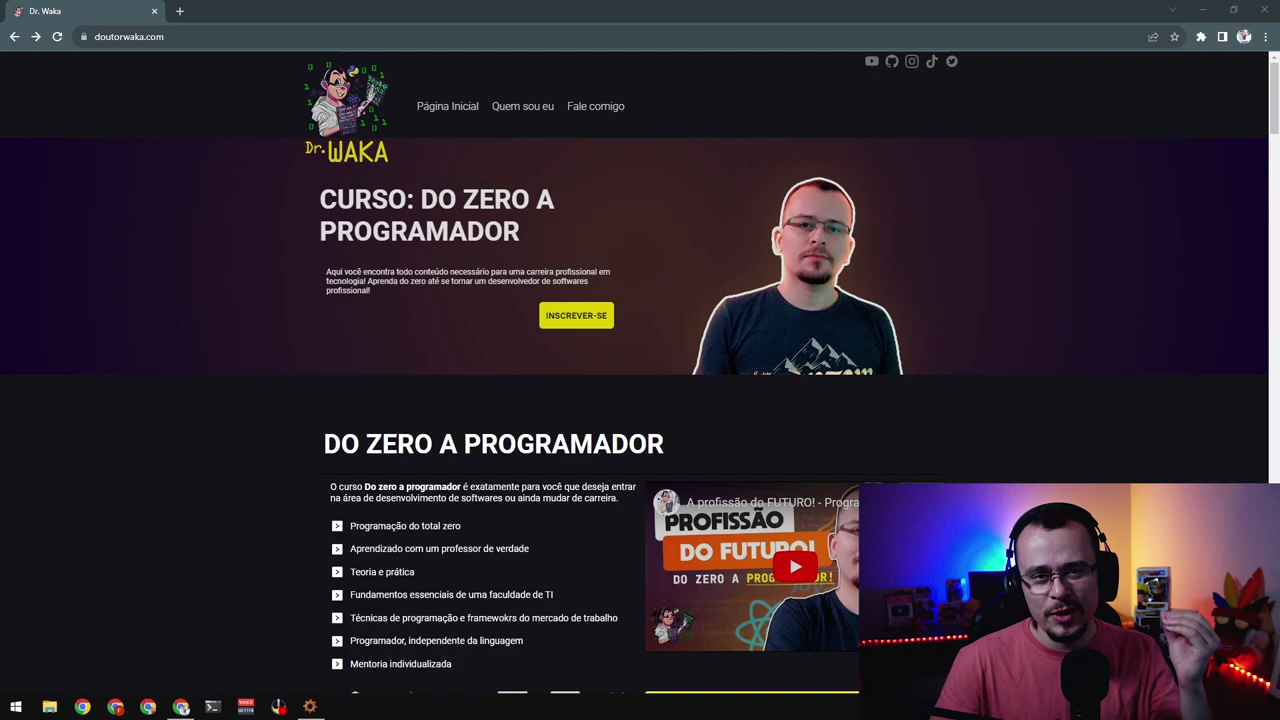 Dr. Waka
doutorwaka.com
Página Inicial
Quem sou eu
Fale comigo
Dr. WAKA
CURSO: DO ZERO A
PROGRAMADOR
Aqui você encontra todo conteúdo necessário para uma carreira profissional em
tecnologia! Aprenda do zero até se tornar um desenvolvedor de softwares
profissional!
INSCREVER-SE
DO ZERO A PROGRAMADOR
O curso Do zero a programador é exatamente para você que deseja entrar
na área de desenvolvimento de softwares ou ainda mudar de carreira.
Programação do total zero
Aprendizado com um professor de verdade
Teoria e prática
Fundamentos essenciais de uma faculdade de TI
Técnicas de programação e framewokrs do mercado de trabalho
Programador, independente da linguagem
Mentoria individualizada
A profissão do FUTURO! - Progra
PROFISSÃO
DO FUTURO!
DO ZERO A PROGRAMADOR!